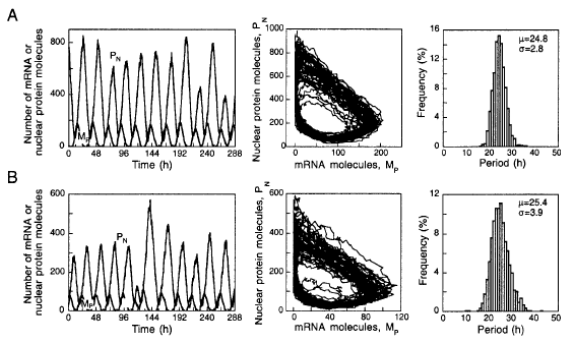 A
Number of mRNA or
nuclear protein molecules
800
400
0
P_N
M_P
0 48 96 144 192 240 288
Time (h)
Nuclear protein molecules, P_N
1000
800
600
400
200
0
0 100 200
mRNA molecules, M_P
Frequency (%)
16
12
8
4
0
μ=24.8
σ=2.8
0 10 20 30 40 50
Period (h)
B
Number of mRNA or
nuclear protein molecules
600
400
200
0
P_N
M_P
0 48 96 144 192 240 288
Time (h)
Nuclear protein molecules, P_N
600
400
200
0
0 40 80 120
mRNA molecules, M_P
Frequency (%)
12
8
4
0
μ=25.4
σ=3.9
0 10 20 30 40 50
Period (h)